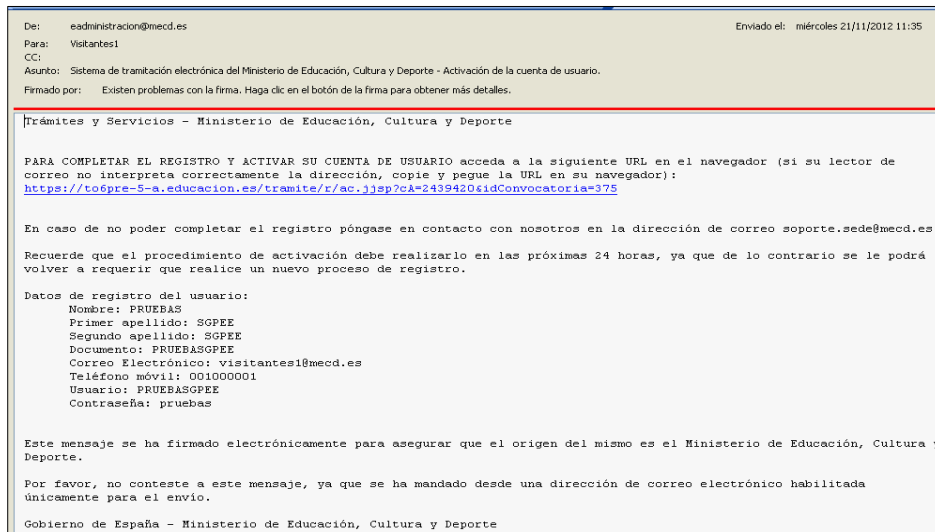 De: eadministracion@mecd.es Enviado el: miércoles 21/11/2012 11:35
Para: Visitantes1
CC:
Asunto: Sistema de tramitación electrónica del Ministerio de Educación, Cultura y Deporte - Activación de la cuenta de usuario.
Firmado por: Existen problemas con la firma. Haga clic en el botón de la firma para obtener más detalles.
Trámites y Servicios - Ministerio de Educación, Cultura y Deporte
PARA COMPLETAR EL REGISTRO Y ACTIVAR SU CUENTA DE USUARIO acceda a la siguiente URL en el navegador (si su lector de
correo no interpreta correctamente la dirección, copie y pegue la URL en su navegador):
https://to6pre-5-a.educacion.es/tramite/r/ac.jjsp?cA=2439420&idConvocatoria=375
En caso de no poder completar el registro póngase en contacto con nosotros en la dirección de correo soporte.sede@mecd.es
Recuerde que el procedimiento de activación debe realizarlo en las próximas 24 horas, ya que de lo contrario se le podrá
volver a requerir que realice un nuevo proceso de registro.
Datos de registro del usuario:
Nombre: PRUEBAS
Primer apellido: SGPEE
Segundo apellido: SGPEE
Documento: PRUEBASGPEE
Correo Electrónico: visitantes1@mecd.es
Teléfono móvil: 001000001
Usuario: PRUEBASGPEE
Contraseña: pruebas
Este mensaje se ha firmado electrónicamente para asegurar que el origen del mismo es el Ministerio de Educación, Cultura y
Deporte.
Por favor, no conteste a este mensaje, ya que se ha mandado desde una dirección de correo electrónico habilitada
únicamente para el envío.
Gobierno de España - Ministerio de Educación, Cultura y Deporte